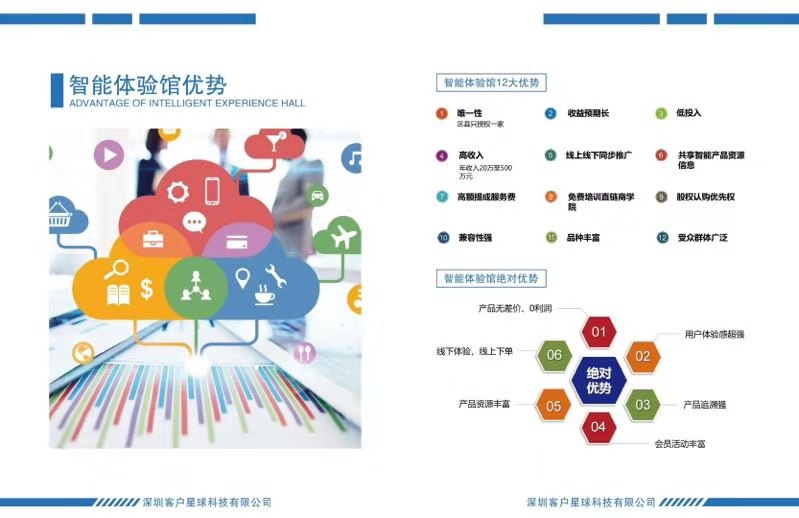 智能体验馆优势
ADVANTAGE OF INTELLIGENT EXPERIENCE HALL
$
深圳客户星球科技有限公司
智能体验馆12大优势
1 唯一性
区县只授权一家
2 收益预期长
3 低投入
4 高收入
年收入20万至500
万元
5 线上线下同步推广
6 共享智能产品资源
信息
7 高额提成服务费
8 免费培训直链商学
院
9 股权认购优先权
10 兼容性强
11 品种丰富
12 受众群体广泛
智能体验馆绝对优势
产品无差价、0利润
01
用户体验感超强
02
产品追溯强
03
会员活动丰富
04
产品资源丰富
05
线下体验，线上下单
06
绝对
优势
深圳客户星球科技有限公司